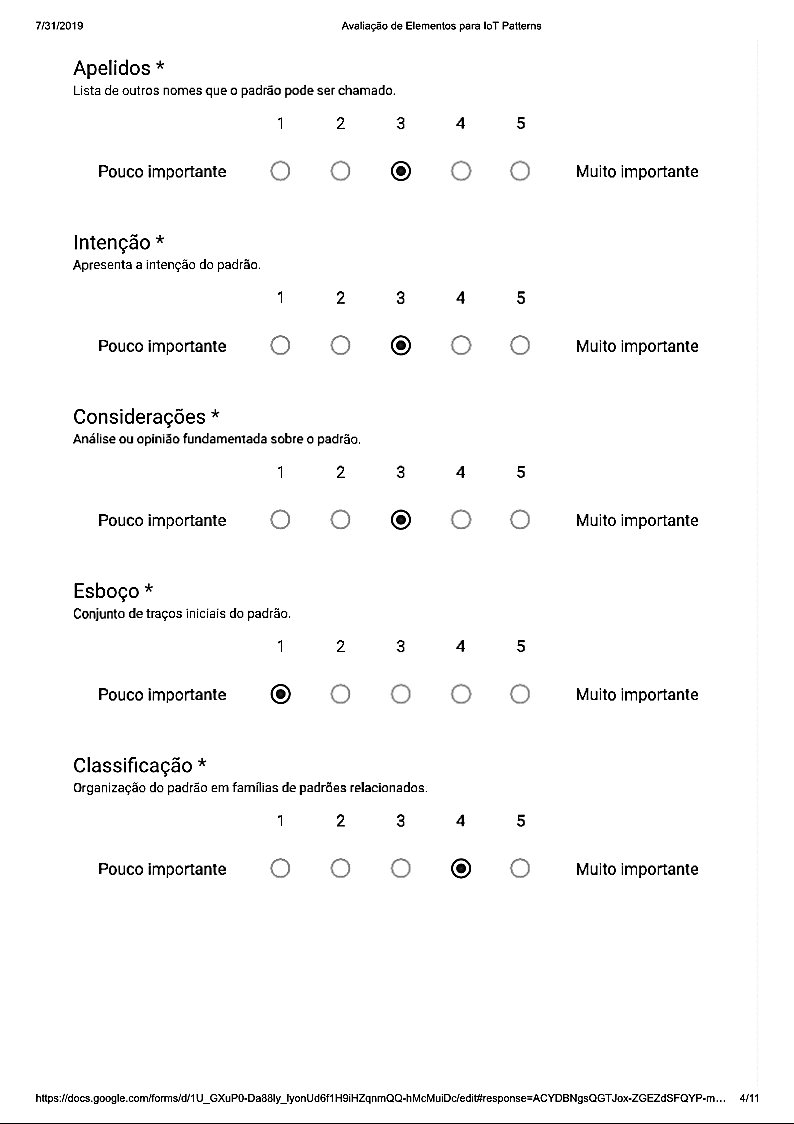 7/31/2019 Avaliação de Elementos para IoT Patterns
Apelidos *
Lista de outros nomes que o padrão pode ser chamado.
1 2 3 4 5
Pouco importante Muito importante
Intenção *
Apresenta a intenção do padrão.
1 2 3 4 5
Pouco importante Muito importante
Considerações *
Análise ou opinião fundamentada sobre o padrão.
1 2 3 4 5
Pouco importante Muito importante
Esboço *
Conjunto de traços iniciais do padrão.
1 2 3 4 5
Pouco importante Muito importante
Classificação *
Organização do padrão em famílias de padrões relacionados.
1 2 3 4 5
Pouco importante Muito importante
https://docs.google.com/forms/d/1U_GXuP0-Da88ly_lyonUd6f1H9iHZqnmQQ-hMcMuiDc/edit#response=ACYDBNgsQGTJox-ZGEZdSFQYP-m... 4/11